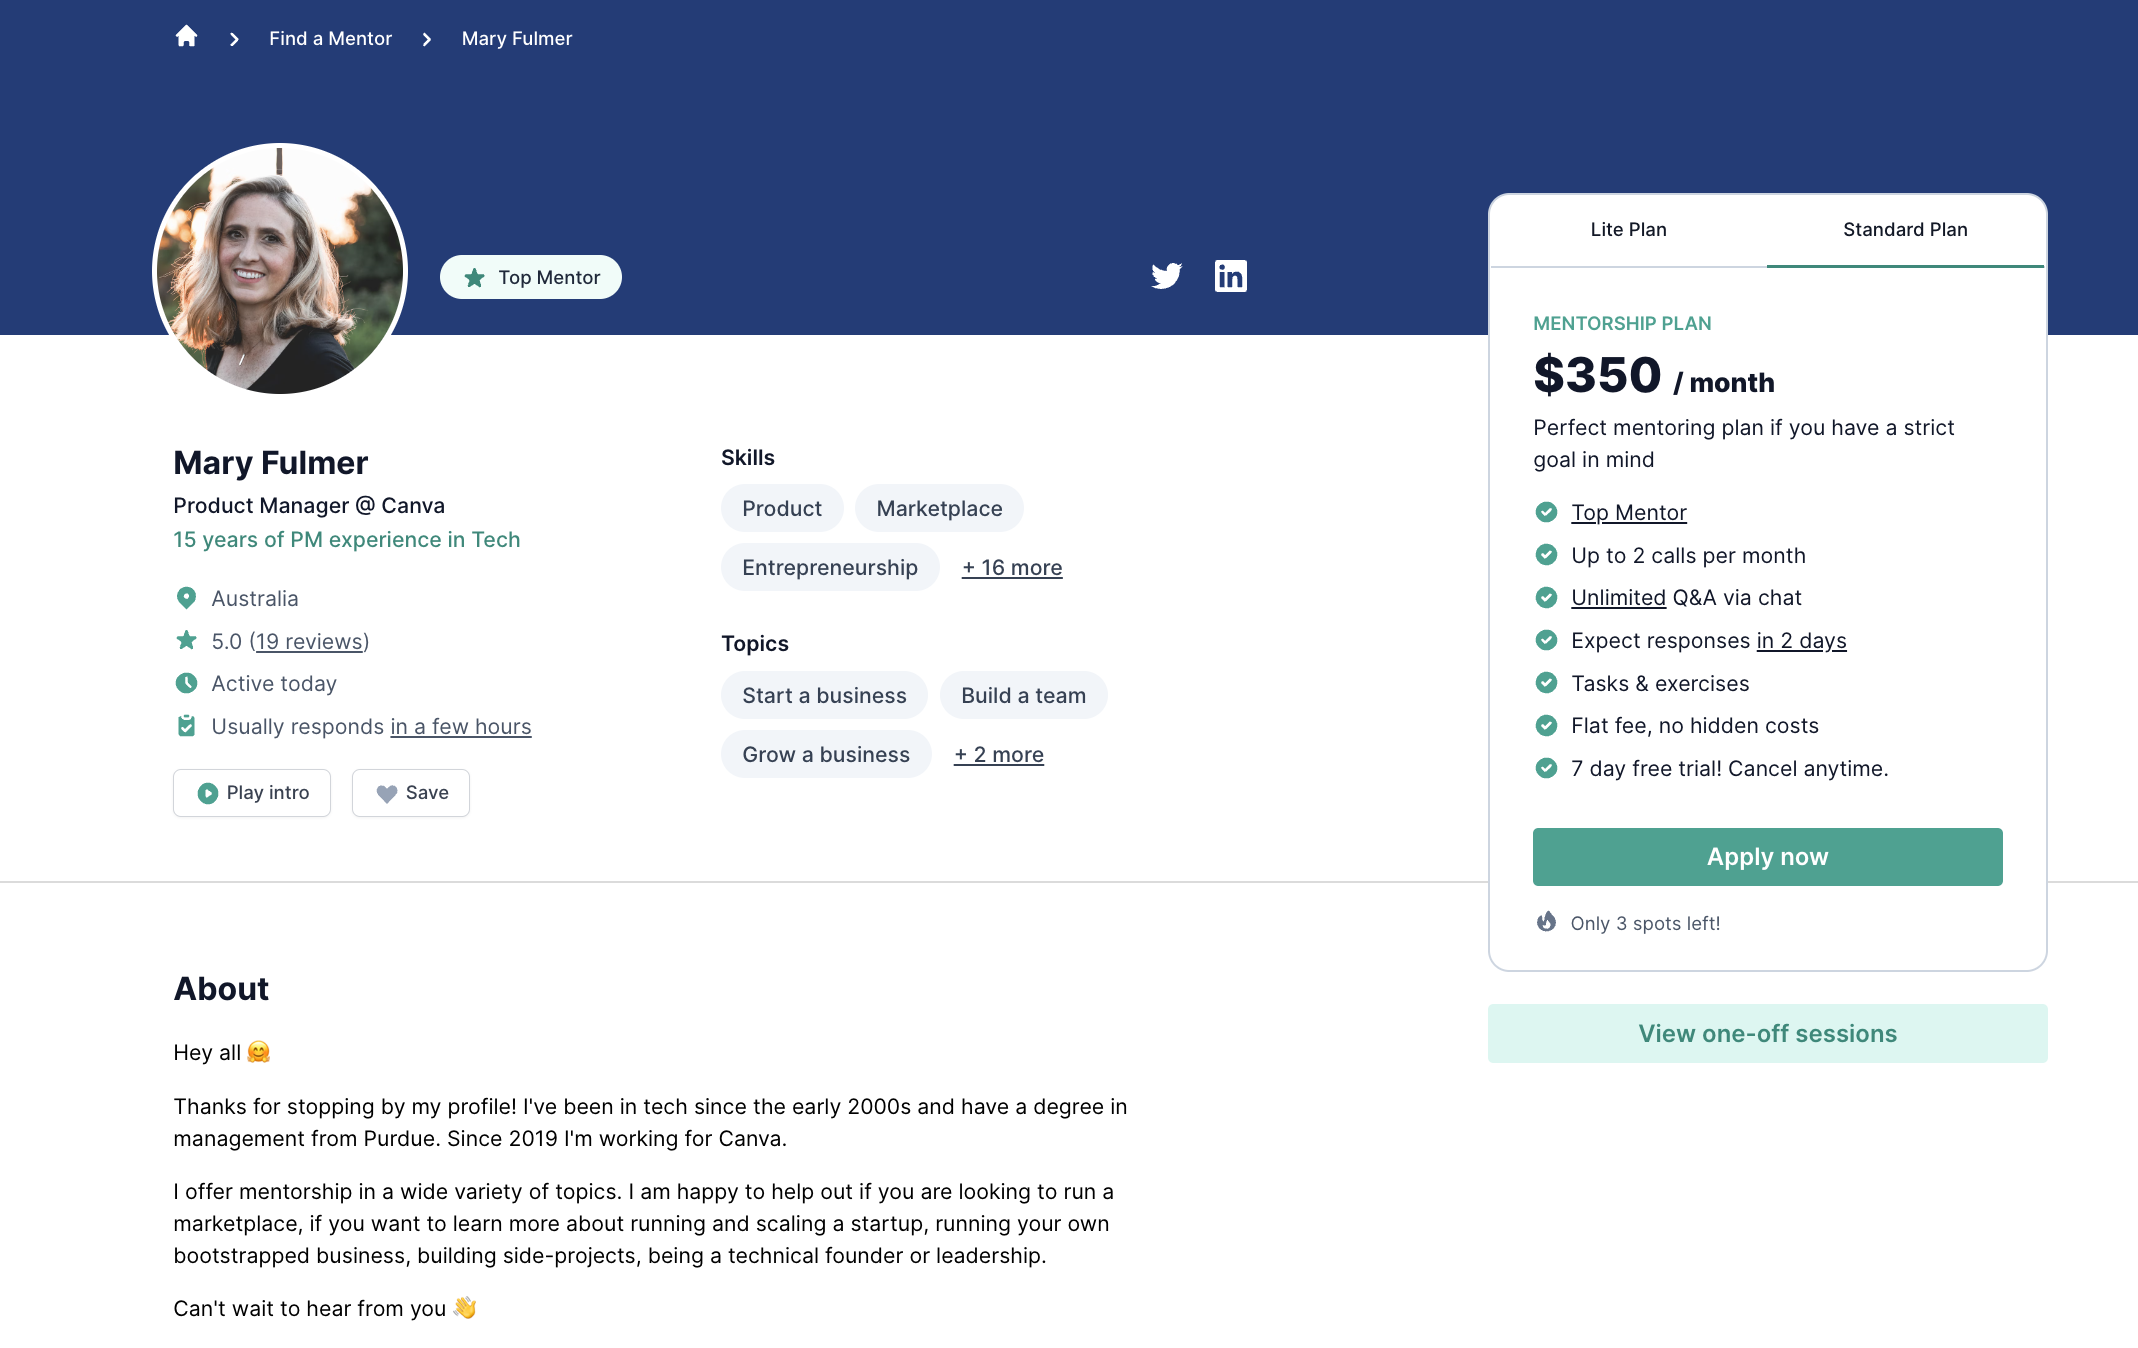 Find a Mentor
Mary Fulmer
Top Mentor
in
Mary Fulmer
Product Manager @ Canva
15 years of PM experience in Tech
Australia
5.0 (19 reviews)
Active today
Usually responds in a few hours
Play intro
Save
Skills
Product
Marketplace
Entrepreneurship
+ 16 more
Topics
Start a business
Build a team
Grow a business
+ 2 more
Lite Plan
Standard Plan
MENTORSHIP PLAN
$350 / month
Perfect mentoring plan if you have a strict
goal in mind
Top Mentor
Up to 2 calls per month
Unlimited Q&A via chat
Expect responses in 2 days
Tasks & exercises
Flat fee, no hidden costs
7 day free trial! Cancel anytime.
Apply now
Only 3 spots left!
View one-off sessions
About
Hey all 🤗
Thanks for stopping by my profile! I've been in tech since the early 2000s and have a degree in
management from Purdue. Since 2019 I'm working for Canva.
I offer mentorship in a wide variety of topics. I am happy to help out if you are looking to run a
marketplace, if you want to learn more about running and scaling a startup, running your own
bootstrapped business, building side-projects, being a technical founder or leadership.
Can't wait to hear from you 👋